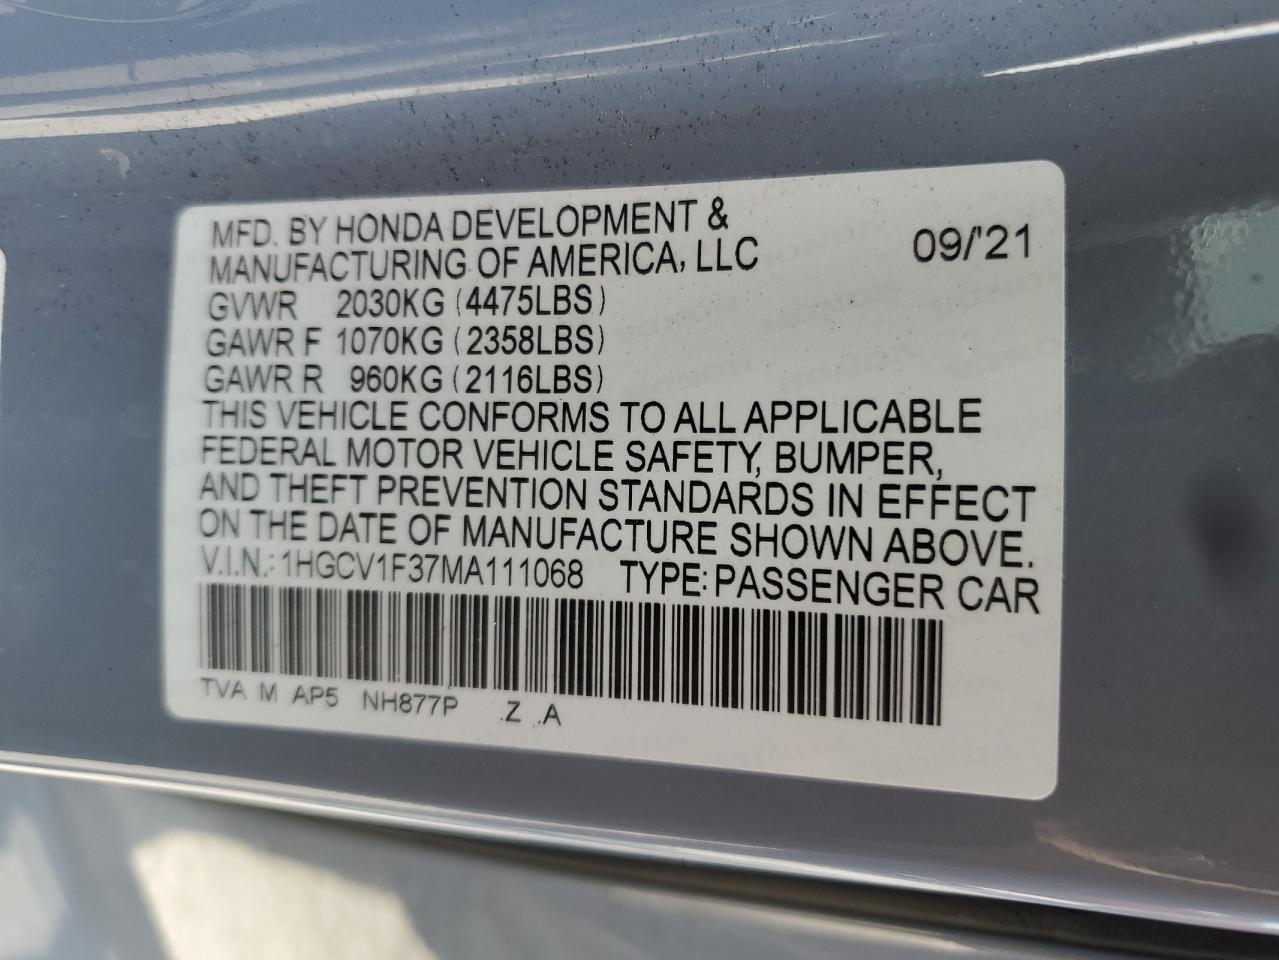 MFD. BY HONDA DEVELOPMENT &
MANUFACTURING OF AMERICA, LLC 09/'21
GVWR 2030KG (4475LBS)
GAWR F 1070KG (2358LBS)
GAWR R 960KG (2116LBS)
THIS VEHICLE CONFORMS TO ALL APPLICABLE
FEDERAL MOTOR VEHICLE SAFETY, BUMPER,
AND THEFT PREVENTION STANDARDS IN EFFECT
ON THE DATE OF MANUFACTURE SHOWN ABOVE.
V.I.N.: 1HGCV1F37MA111068 TYPE: PASSENGER CAR
TVA M AP5 NH877P .Z .A